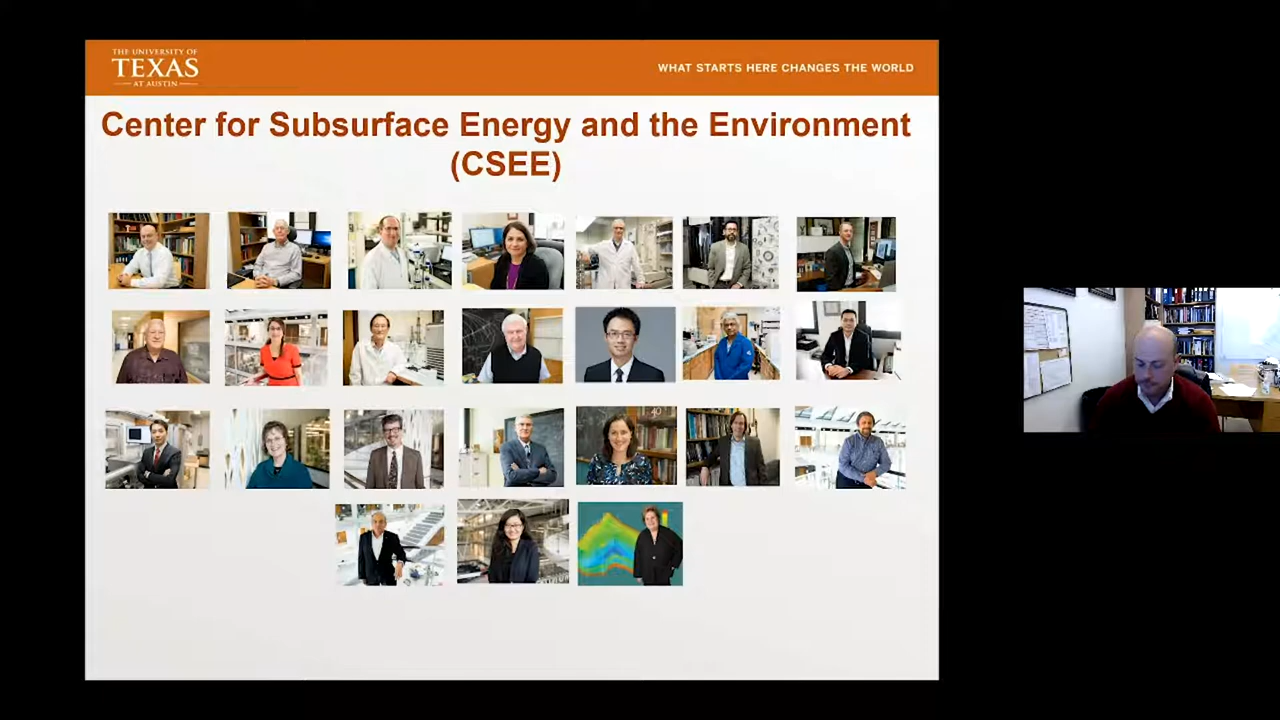 THE UNIVERSITY OF
TEXAS
AT AUSTIN
WHAT STARTS HERE CHANGES THE WORLD
Center for Subsurface Energy and the Environment
(CSEE)